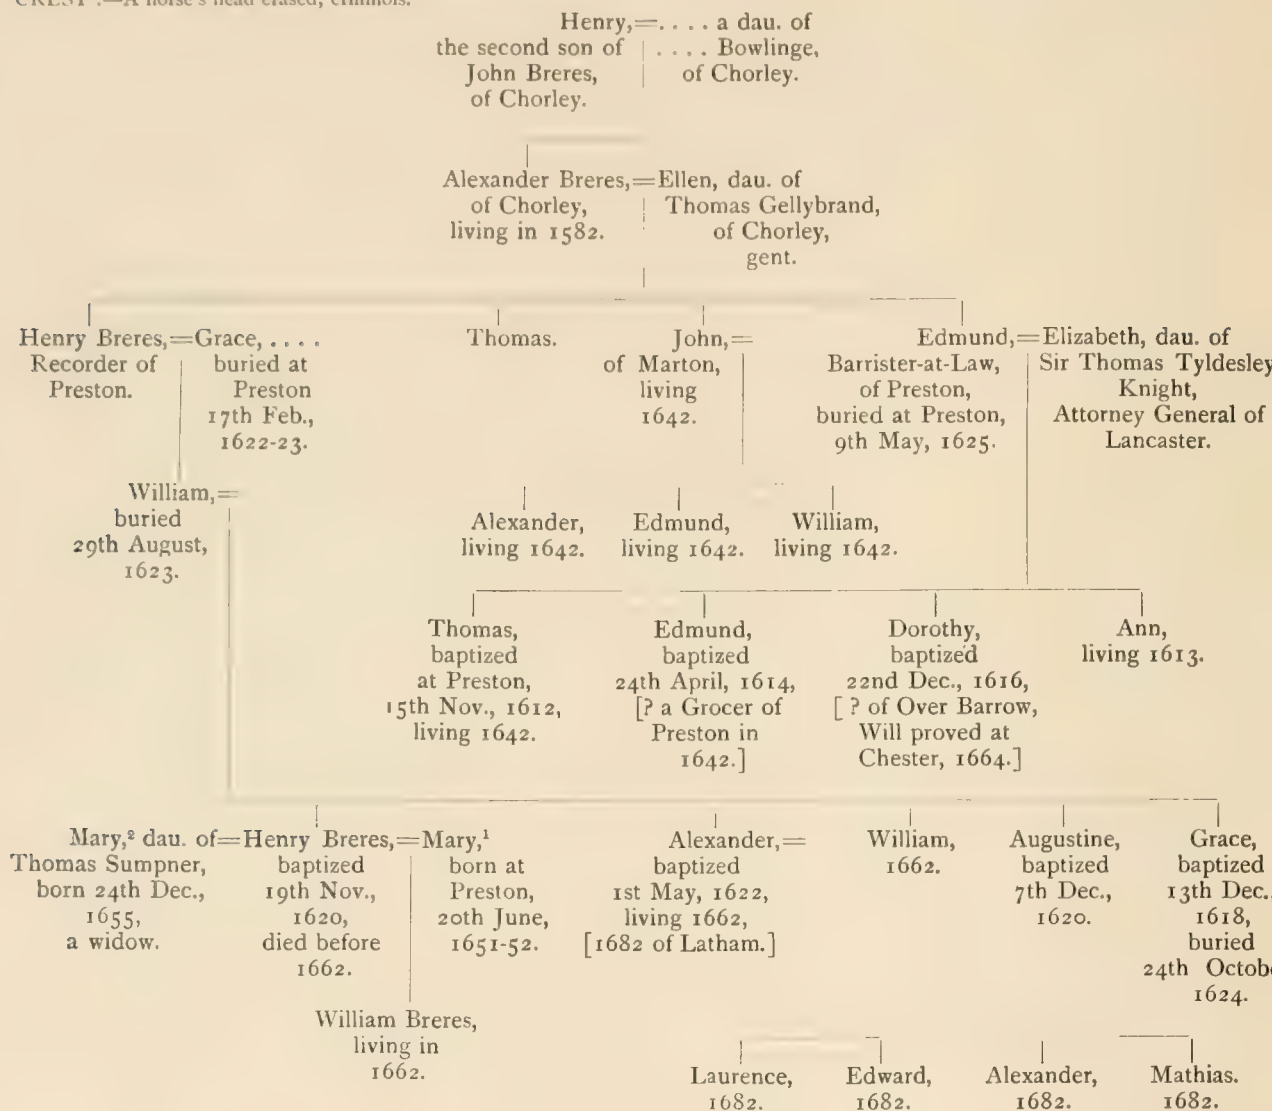 CREST :—A horse's head erased, erminois.
Henry,=. . . . a dau. of
the second son of . . . . Bowlinge,
John Breres, of Chorley.
of Chorley.
Alexander Breres,=Ellen, dau. of
of Chorley, Thomas Gellybrand,
living in 1582. of Chorley,
gent.
Henry Breres,=Grace, . . . .
Recorder of buried at
Preston. Preston
17th Feb.,
1622-23.
Thomas.
John,=
of Marton,
living
1642.
Edmund,=Elizabeth, dau. of
Barrister-at-Law, Sir Thomas Tyldesley
of Preston, Knight,
buried at Preston, Attorney General of
9th May, 1625. Lancaster.
William,=
buried
29th August,
1623.
Alexander,
living 1642.
Edmund,
living 1642.
William,
living 1642.
Thomas,
baptized
at Preston,
15th Nov., 1612,
living 1642.
Edmund,
baptized
24th April, 1614,
[? a Grocer of
Preston in
1642.]
Dorothy,
baptized
22nd Dec., 1616,
[ ? of Over Barrow,
Will proved at
Chester, 1664.]
Ann,
living 1613.
Mary,² dau. of=Henry Breres,=Mary,¹
Thomas Sumpner, baptized born at
born 24th Dec., 19th Nov., Preston,
1655, 1620, 20th June,
a widow. died before 1651-52.
1662.
Alexander,=
baptized
1st May, 1622,
living 1662,
[1682 of Latham.]
William,
1662.
Augustine,
baptized
7th Dec.,
1620.
Grace,
baptized
13th Dec.
1618,
buried
24th Octobe
1624.
William Breres,
living in
1662.
Laurence,
1682.
Edward,
1682.
Alexander,
1682.
Mathias.
1682.